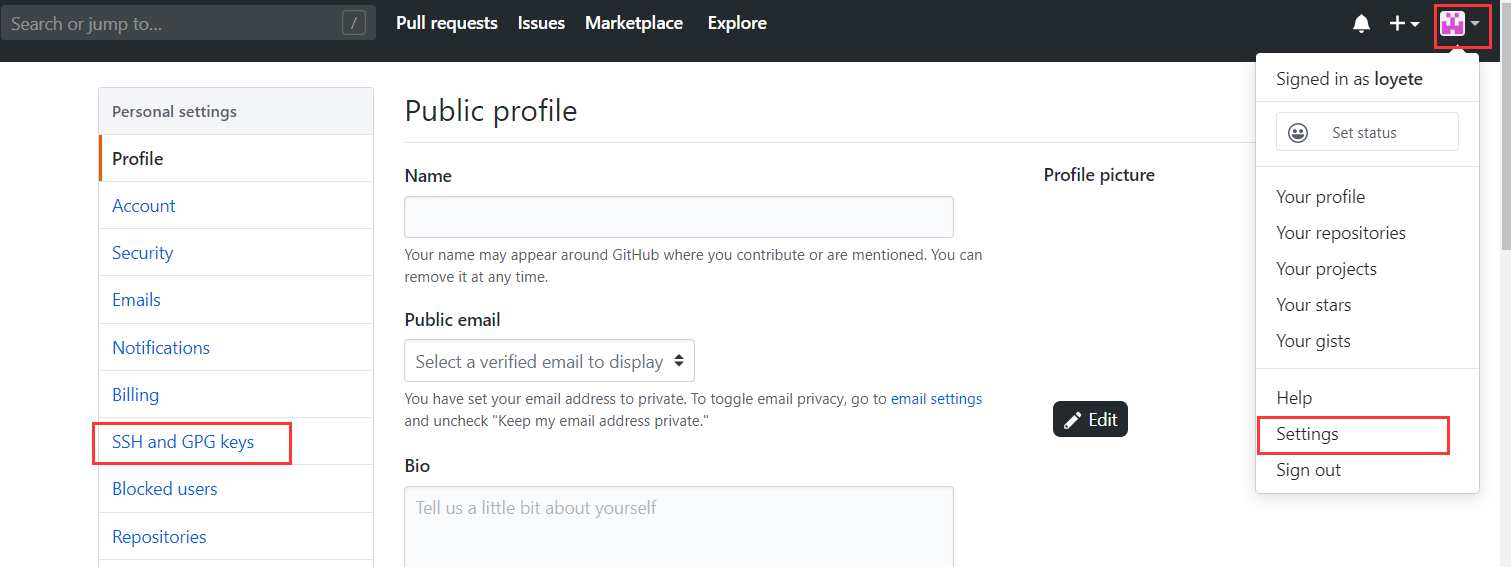 Search or jump to... /
Pull requests Issues Marketplace Explore
Signed in as loyete
Set status
Your profile
Your repositories
Your projects
Your stars
Your gists
Help
Settings
Sign out
Personal settings
Profile
Account
Security
Emails
Notifications
Billing
SSH and GPG keys
Blocked users
Repositories
Public profile
Name
Your name may appear around GitHub where you contribute or are mentioned. You can
remove it at any time.
Public email
Select a verified email to display
You have set your email address to private. To toggle email privacy, go to email settings
and uncheck "Keep my email address private."
Bio
Tell us a little bit about yourself
Profile picture
Edit